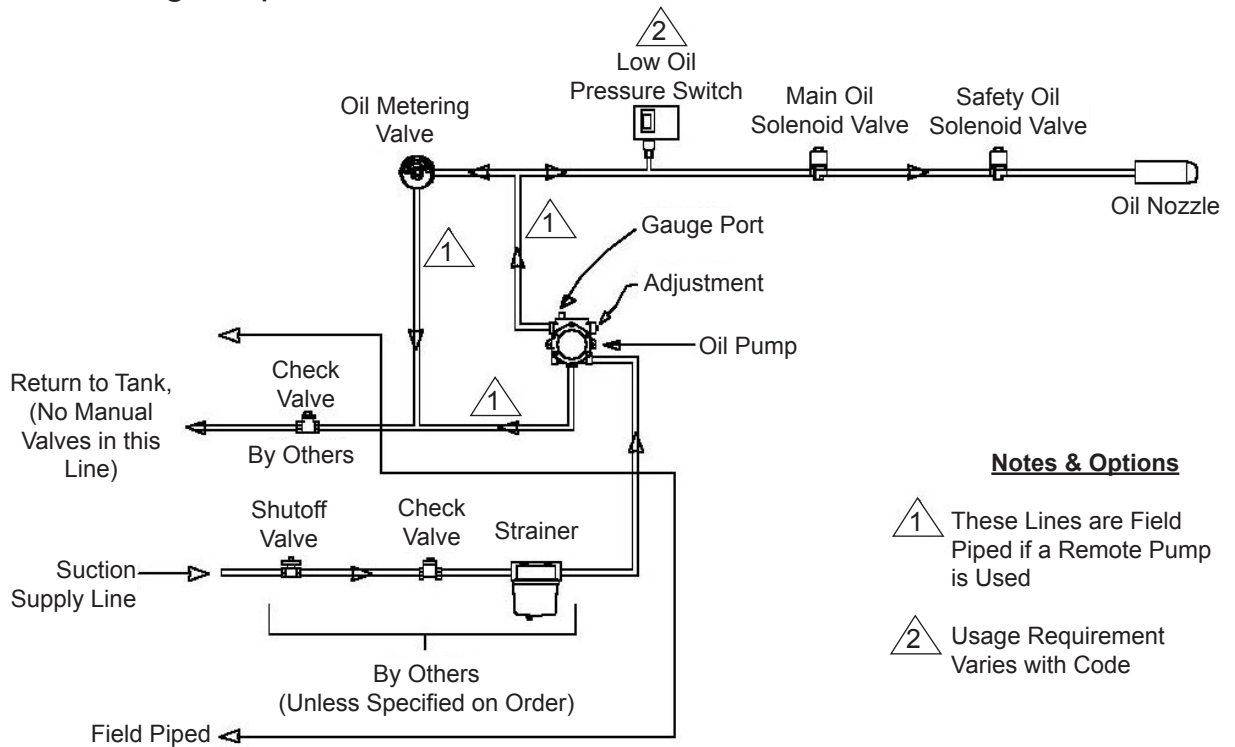 2
Low Oil
Pressure Switch
Oil Metering
Valve
Main Oil
Solenoid Valve
Safety Oil
Solenoid Valve
Oil Nozzle
1
1
Gauge Port
Adjustment
Oil Pump
Return to Tank,
(No Manual
Valves in this
Line)
Check
Valve
By Others
1
Shutoff
Valve
Check
Valve
Strainer
Suction
Supply Line
By Others
(Unless Specified on Order)
Field Piped
Notes & Options
1 These Lines are Field
Piped if a Remote Pump
is Used
2 Usage Requirement
Varies with Code